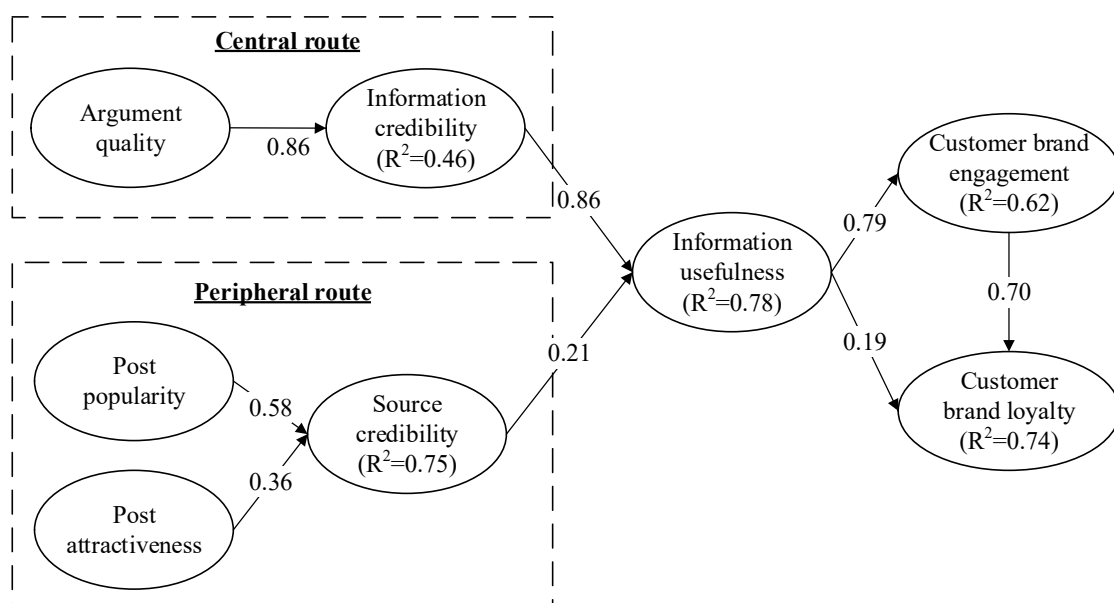 Central route
Argument
quality
0.86
Information
credibility
(R²=0.46)
0.86
Peripheral route
Post
popularity
0.58
Post
attractiveness
0.36
Source
credibility
(R²=0.75)
0.21
Information
usefulness
(R²=0.78)
0.79
0.19
Customer brand
engagement
(R²=0.62)
0.70
Customer
brand loyalty
(R²=0.74)